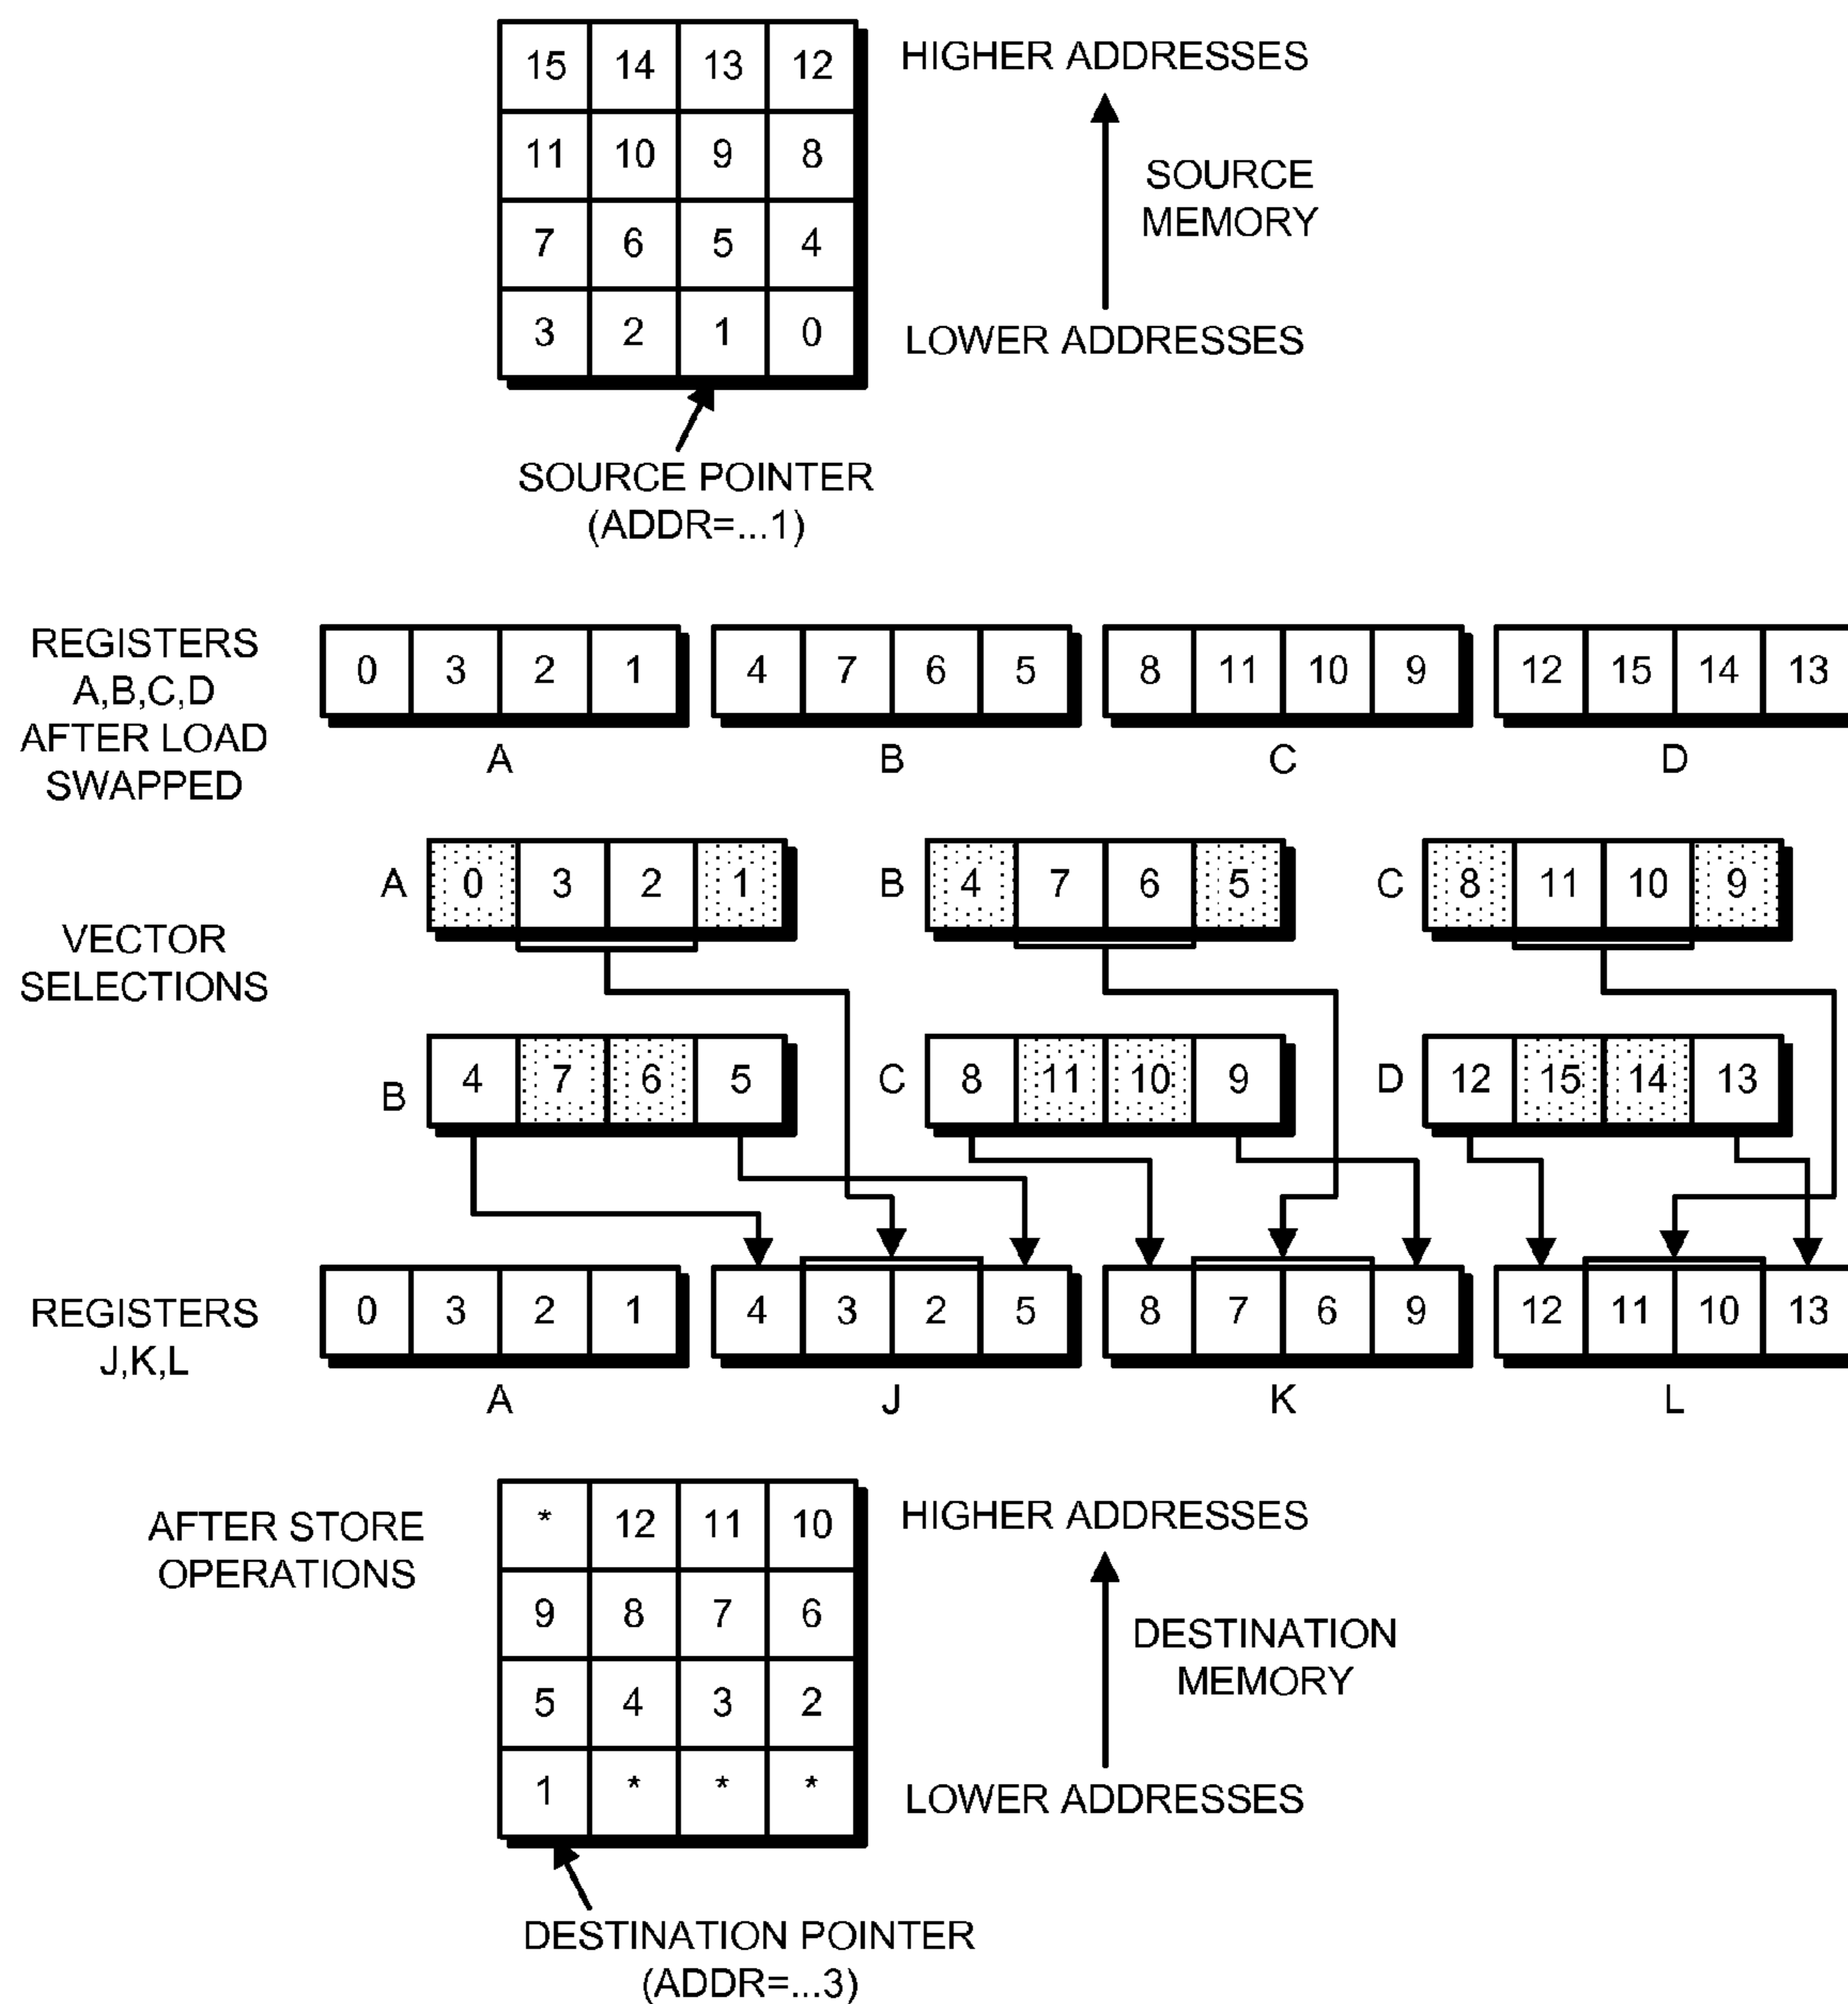 15 14 13 12
HIGHER ADDRESSES
11 10 9 8
SOURCE
MEMORY
7 6 5 4
3 2 1 0
LOWER ADDRESSES
SOURCE POINTER
(ADDR=...1)
REGISTERS
A,B,C,D
AFTER LOAD
SWAPPED
0 3 2 1
4 7 6 5
8 11 10 9
12 15 14 13
A
B
C
D
VECTOR
SELECTIONS
A 0 3 2 1
B 4 7 6 5
C 8 11 10 9
B 4 7 6 5
C 8 11 10 9
D 12 15 14 13
REGISTERS
J,K,L
0 3 2 1
4 3 2 5
8 7 6 9
12 11 10 13
A
J
K
L
AFTER STORE
OPERATIONS
* 12 11 10
HIGHER ADDRESSES
9 8 7 6
DESTINATION
MEMORY
5 4 3 2
1 * * *
LOWER ADDRESSES
DESTINATION POINTER
(ADDR=...3)